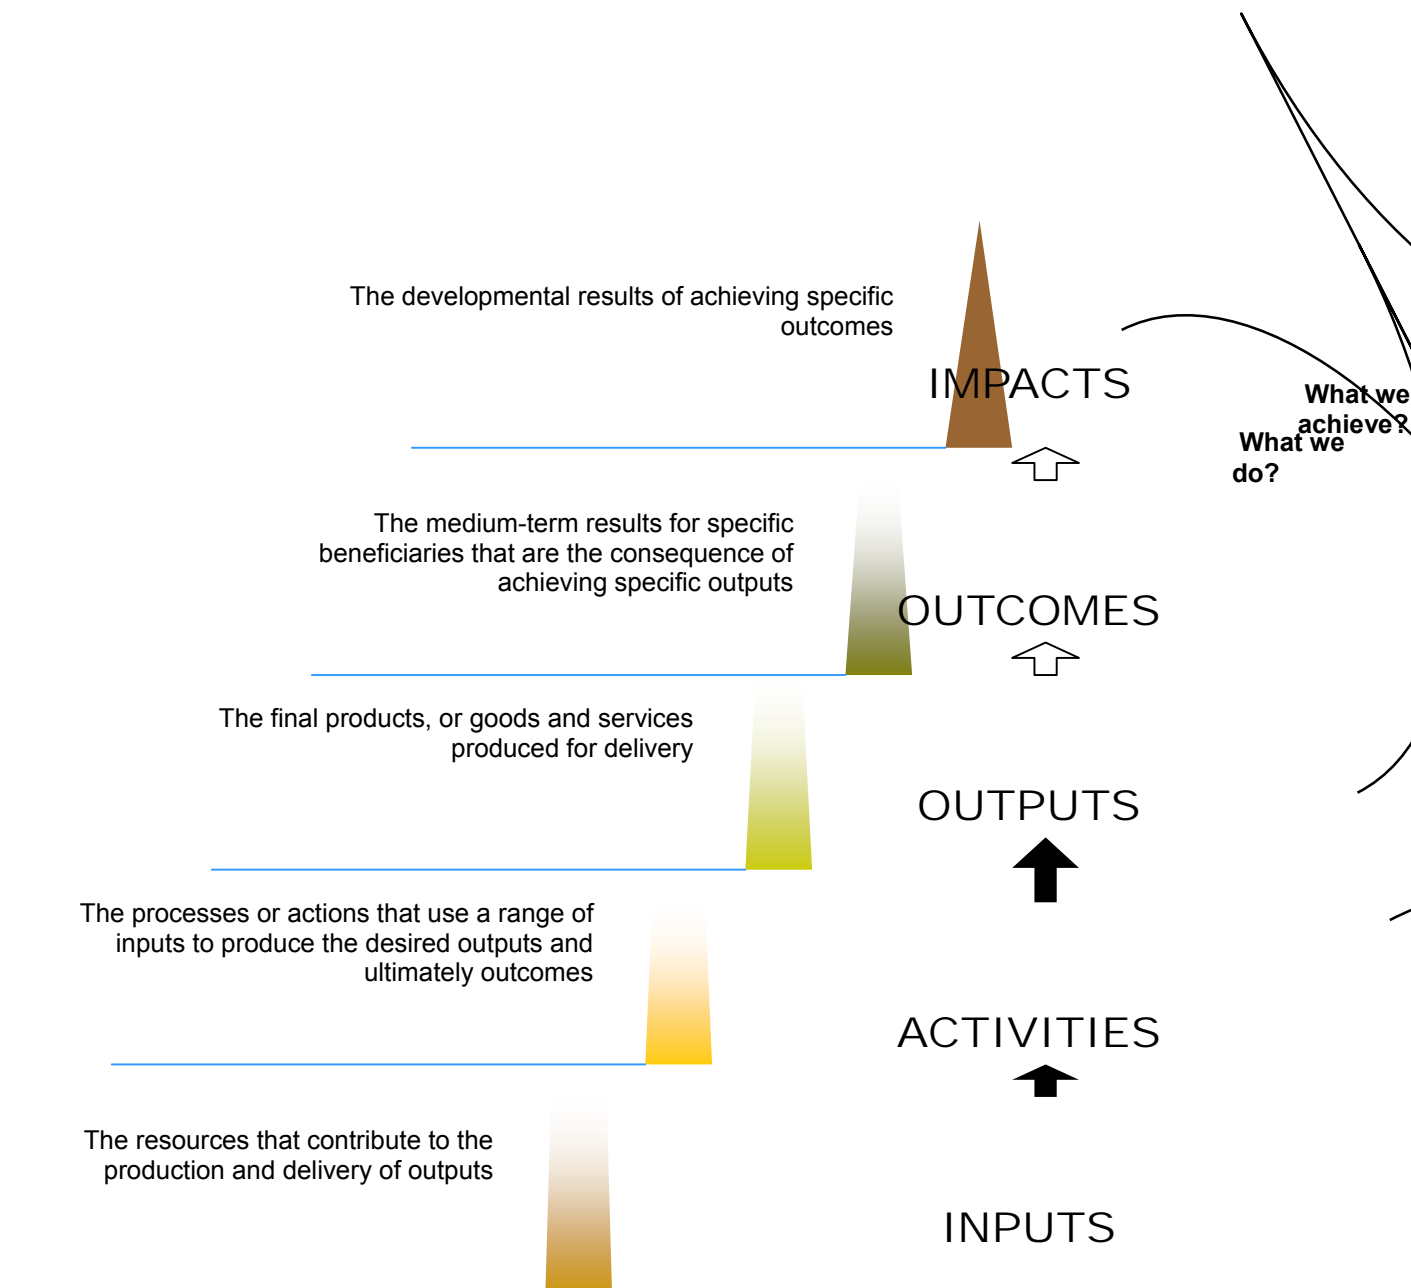 The developmental results of achieving specific
outcomes
IMPACTS
What we
achieve?
What we
do?
The medium-term results for specific
beneficiaries that are the consequence of
achieving specific outputs
OUTCOMES
The final products, or goods and services
produced for delivery
OUTPUTS
The processes or actions that use a range of
inputs to produce the desired outputs and
ultimately outcomes
ACTIVITIES
The resources that contribute to the
production and delivery of outputs
INPUTS